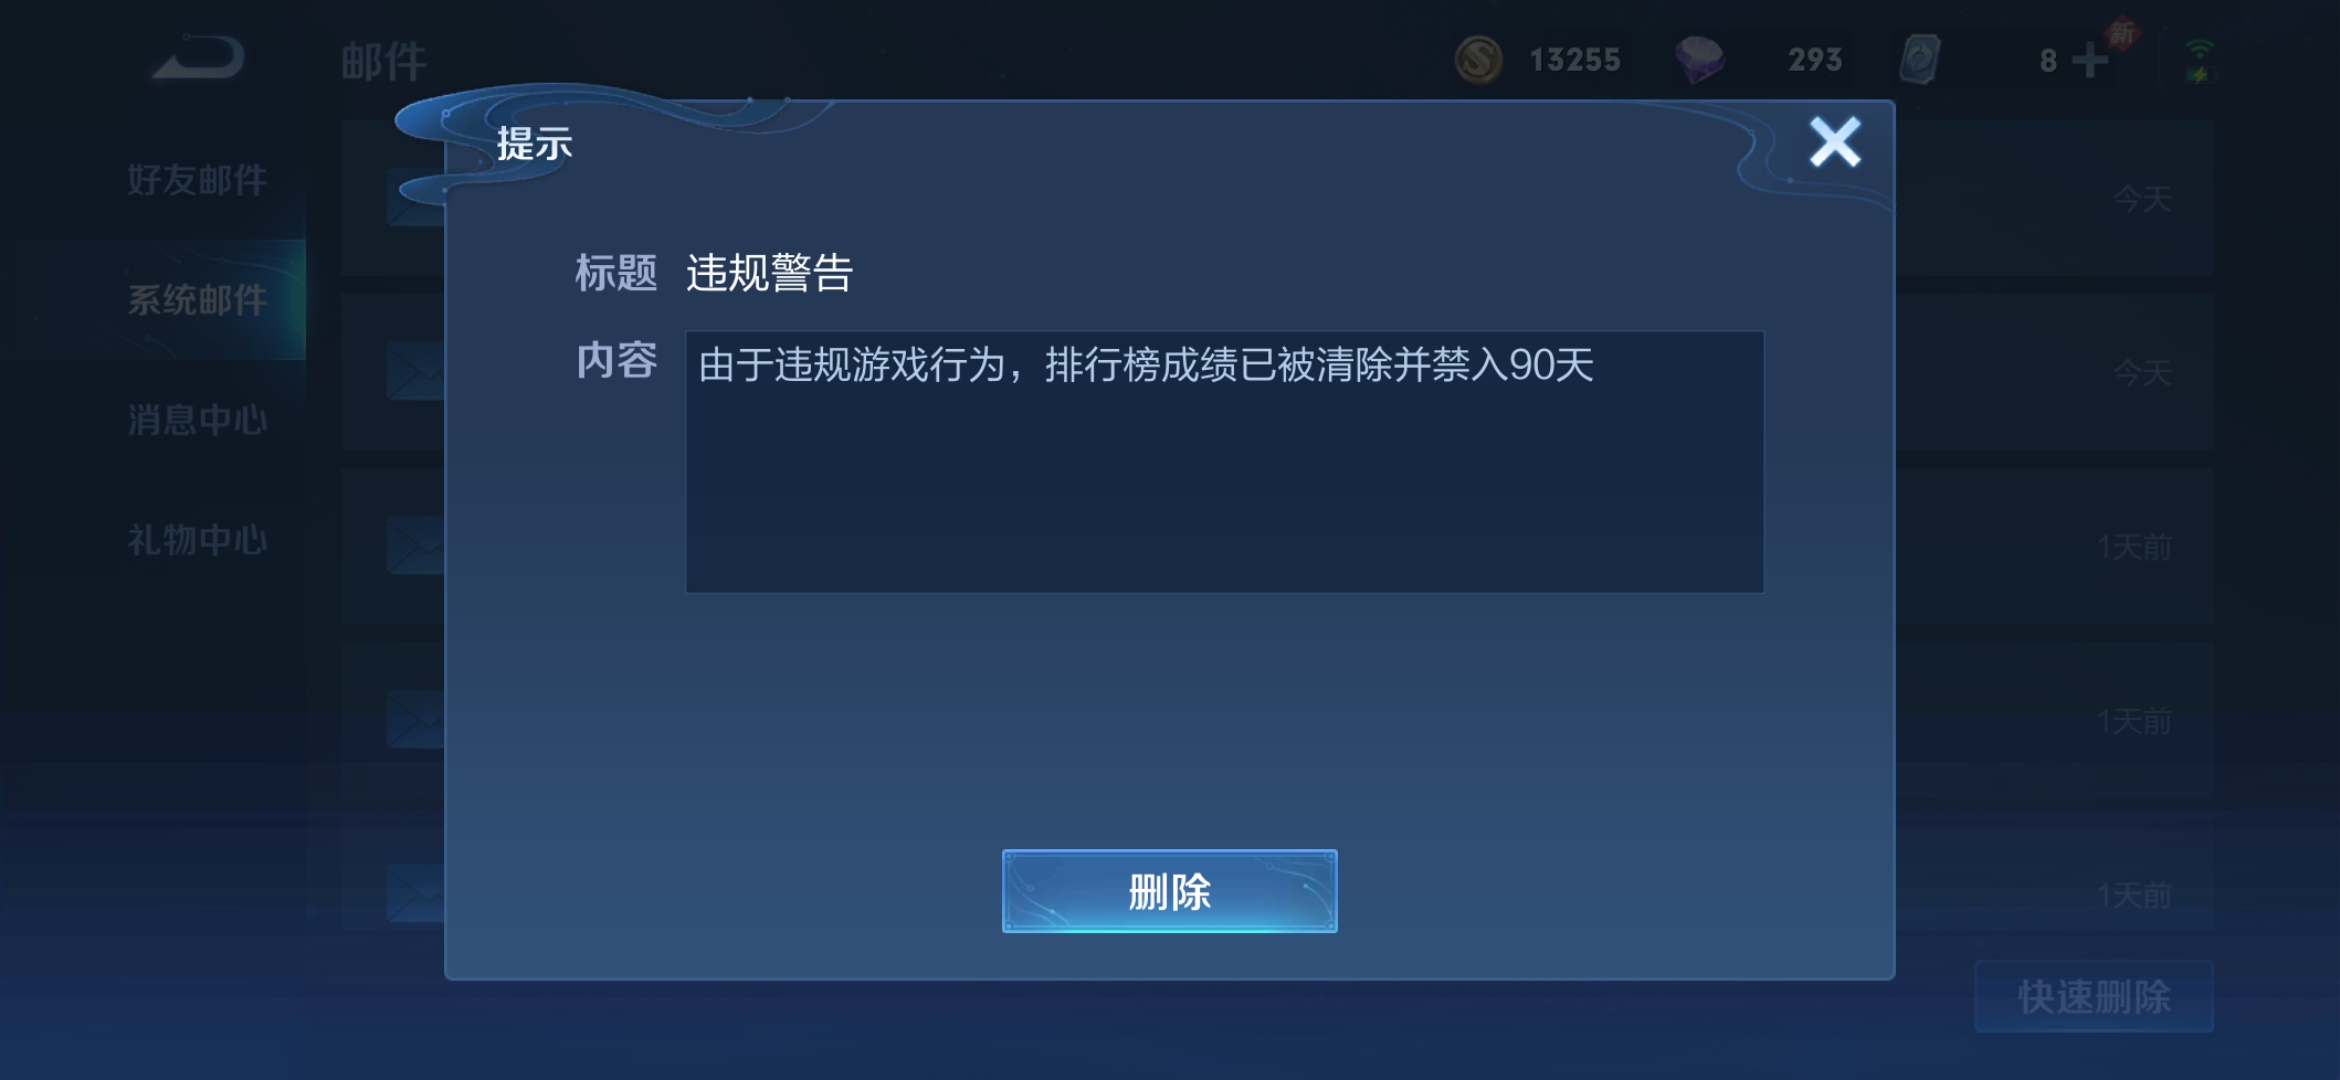 邮件
13255
293
8
新
提示
好友邮件
系统邮件
消息中心
礼物中心
标题 违规警告
内容 由于违规游戏行为，排行榜成绩已被清除并禁入90天
今天
今天
1天前
1天前
1天前
删除
快速删除